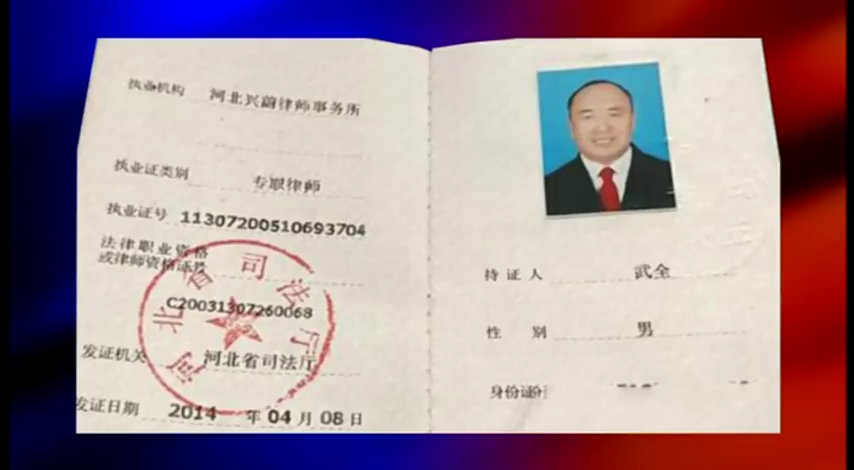 执业机构 河北兴蔚律师事务所
执业证类别 专职律师
执业证号 11307200510693704
法律职业资格
或律师资格证号
C20031307260068
发证机关 河北省司法厅
发证日期 2014 年 04 月 08 日
河北省司法厅
持证人 武全
性别 男
身份证